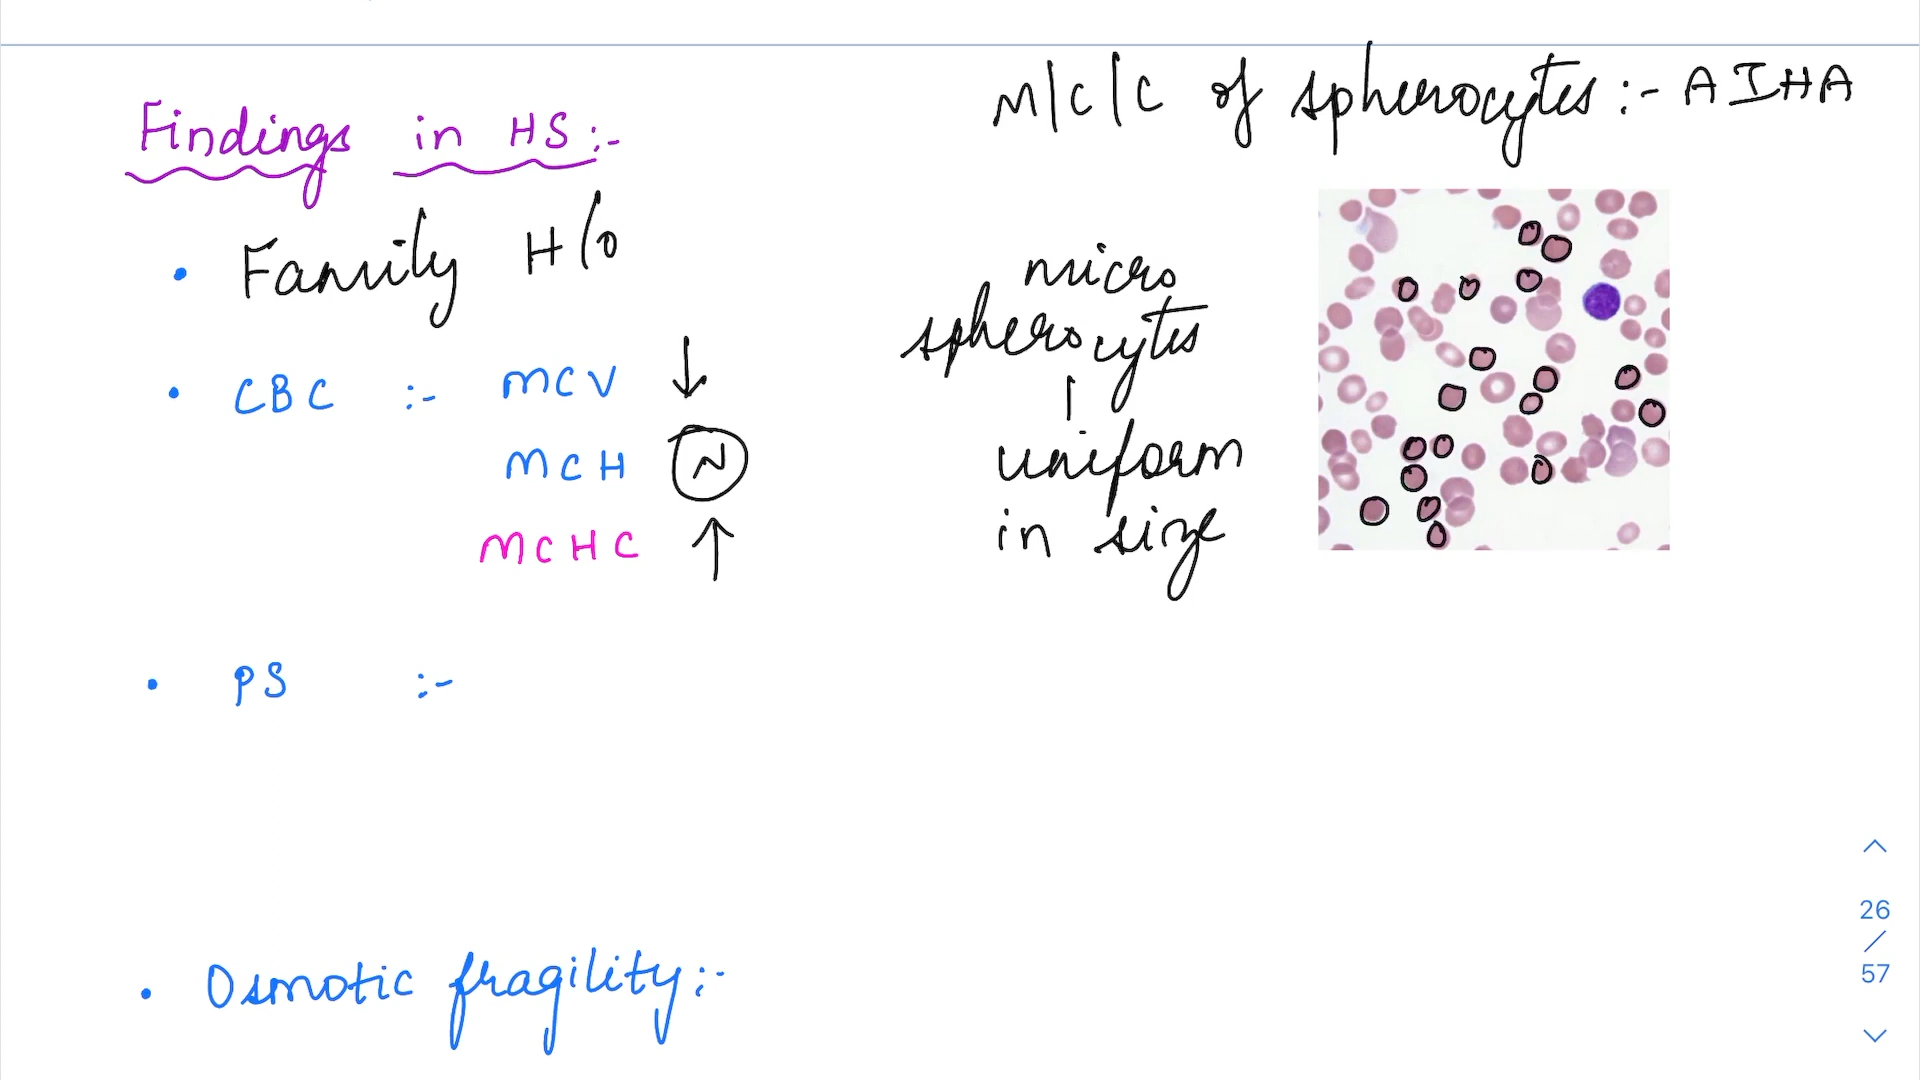 M/C/C of spherocytes :- AIHA
Findings in HS :-
• Family H/O
• CBC :- MCV ↓
MCH N
MCHC ↑
micro
spherocytes
uniform
in size
• PS :-
• Osmotic fragility :-
26
/
57